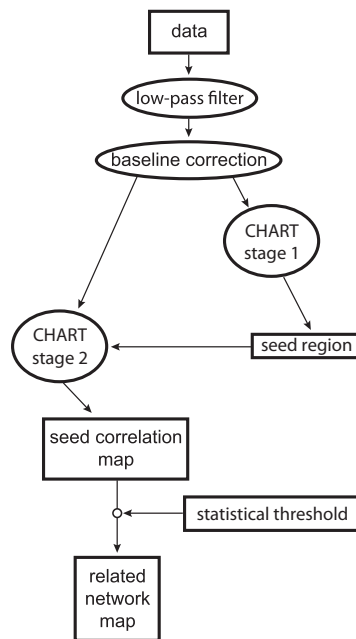 data
low-pass filter
baseline correction
CHART
stage 1
CHART
stage 2
seed region
seed correlation
map
statistical threshold
related
network
map